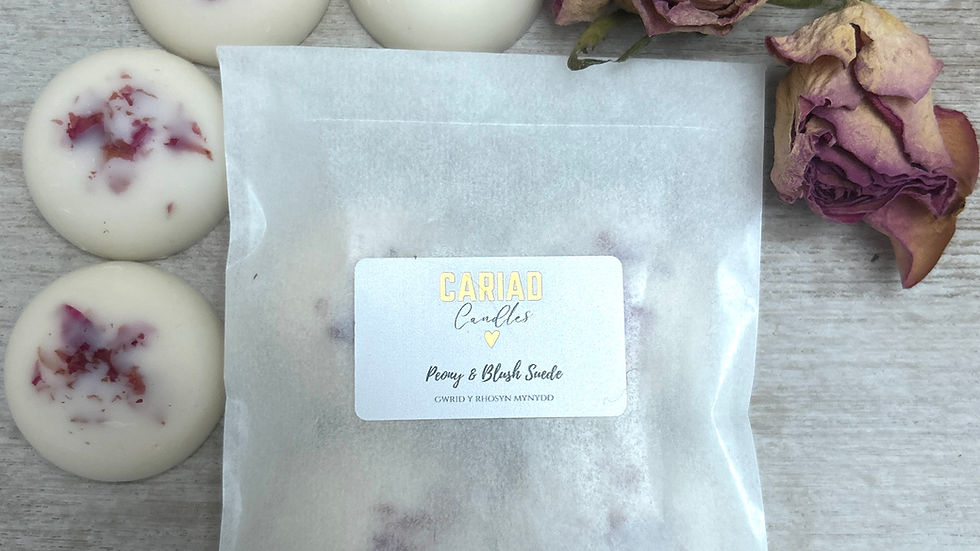 CARIAD
Candles
Peony & Blush Suede
GWRID Y RHOSYN MYNYDD